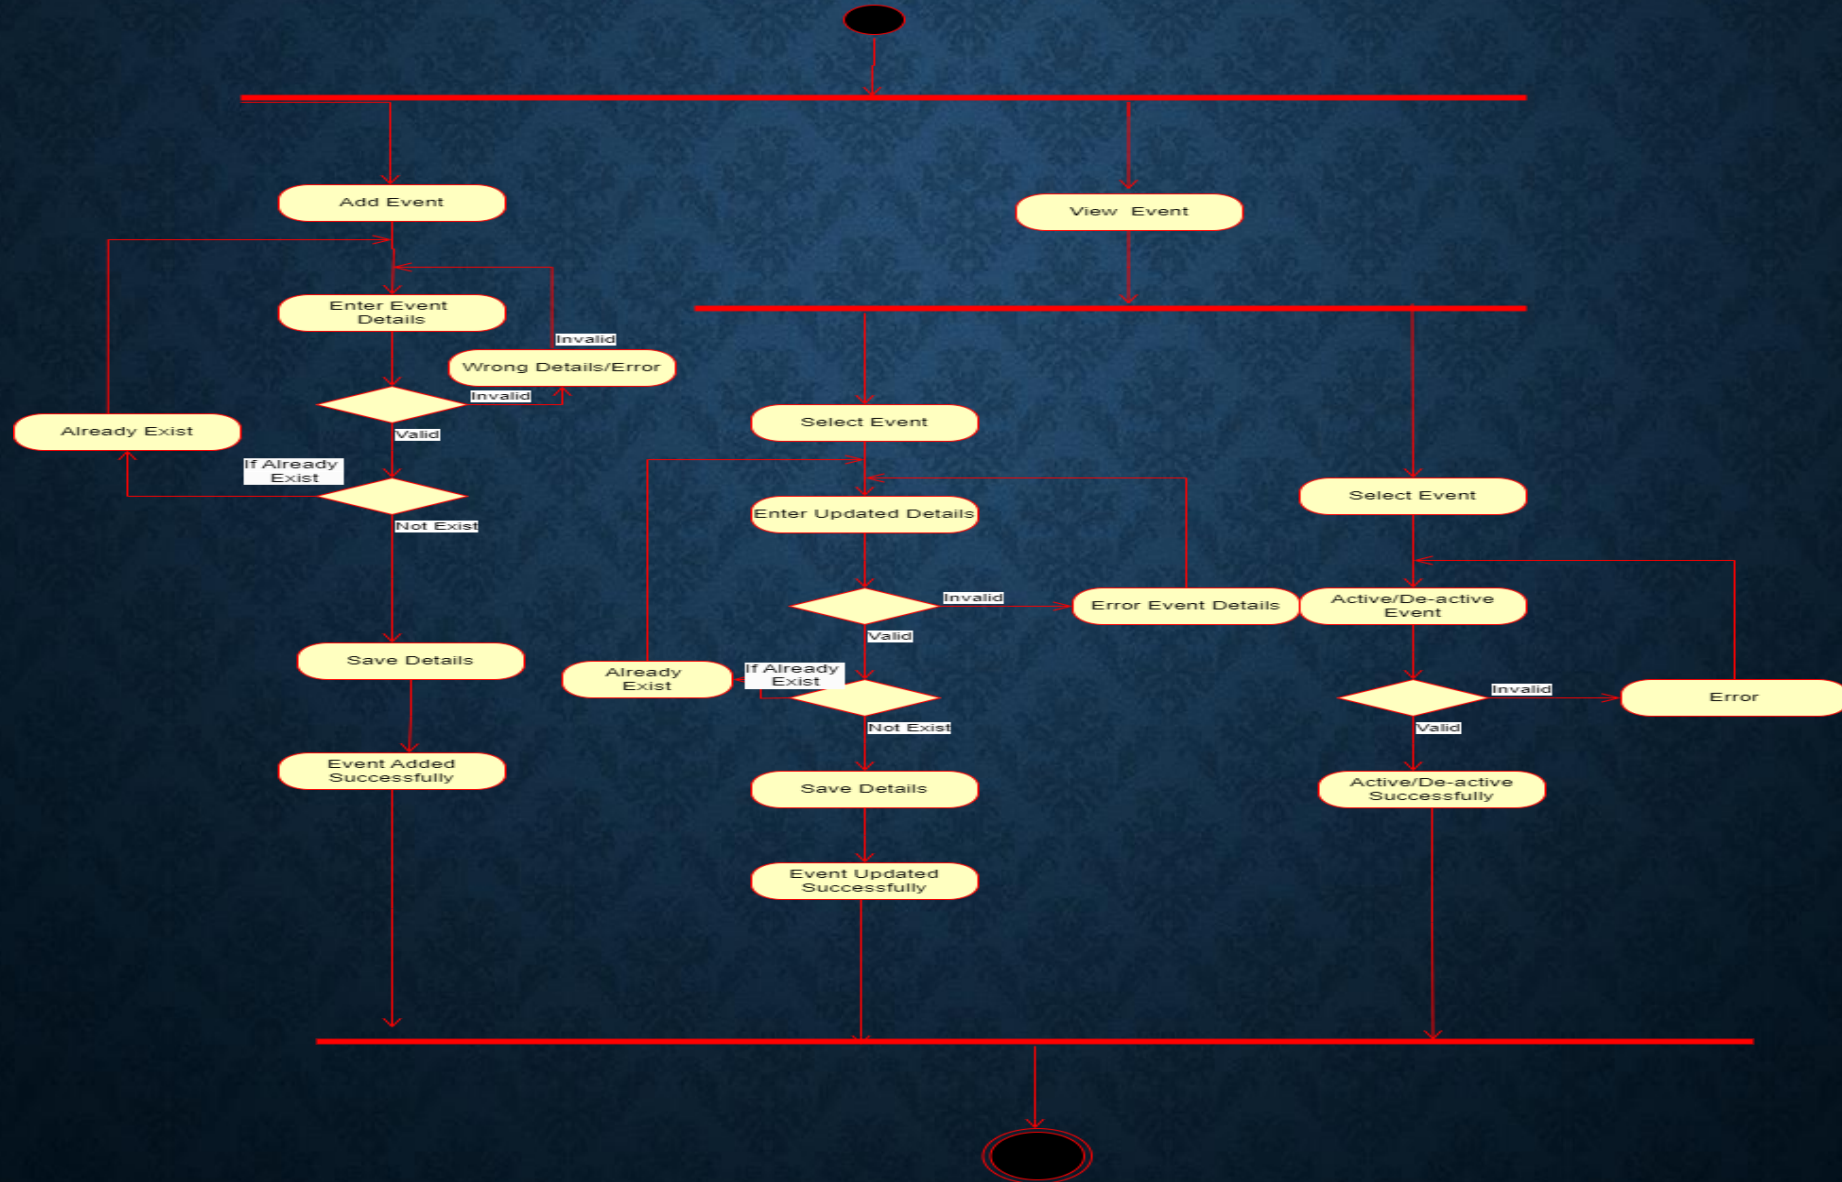 Add Event
View  Event
Enter Event
Details
Invalid
Wrong Details/Error
Invalid
Already Exist
Valid
If Already
Exist
Not Exist
Save Details
Event Added
Successfully
Select Event
Enter Updated Details
Invalid
Error Event Details
Valid
Already
Exist
If Already
Exist
Not Exist
Save Details
Event Updated
Successfully
Select Event
Active/De-active
Event
Invalid
Error
Valid
Active/De-active
Successfully